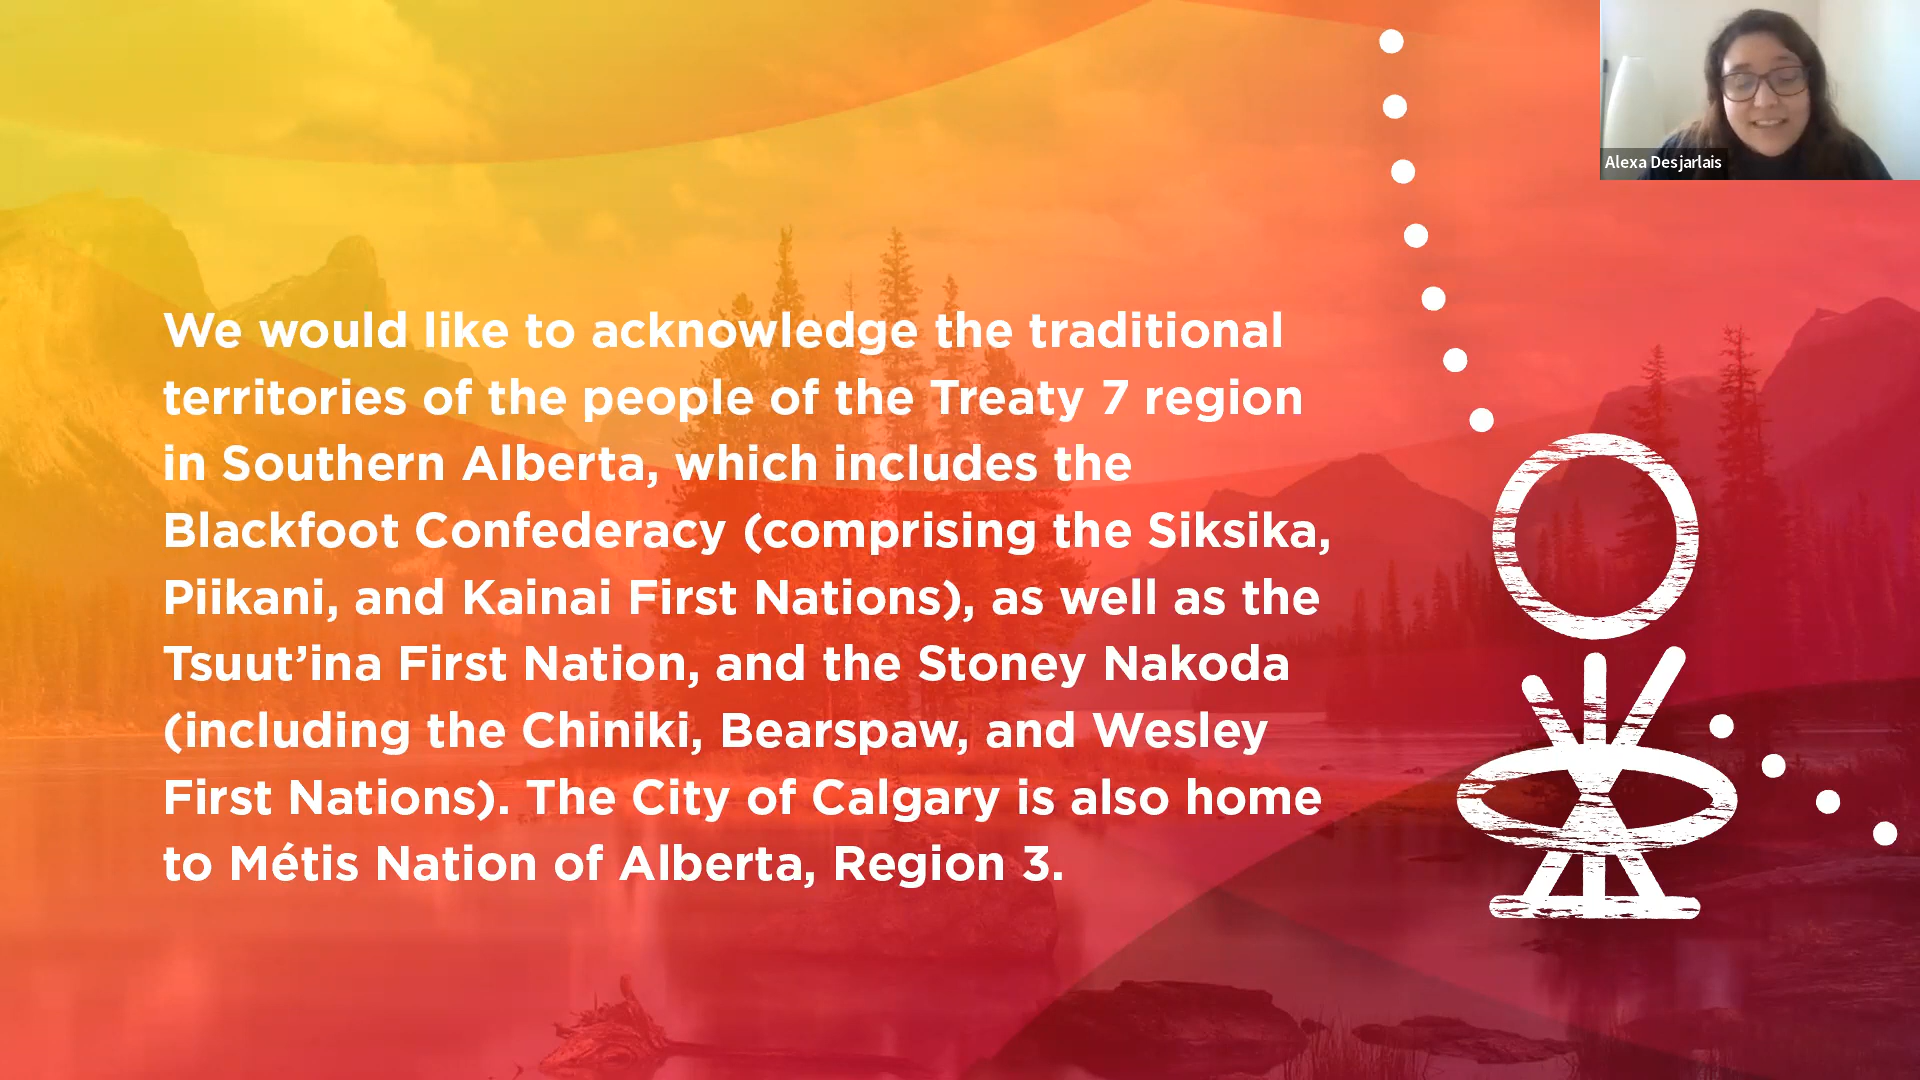 Alexa Desjarlais
We would like to acknowledge the traditional
territories of the people of the Treaty 7 region
in Southern Alberta, which includes the
Blackfoot Confederacy (comprising the Siksika,
Piikani, and Kainai First Nations), as well as the
Tsuut’ina First Nation, and the Stoney Nakoda
(including the Chiniki, Bearspaw, and Wesley
First Nations). The City of Calgary is also home
to Métis Nation of Alberta, Region 3.